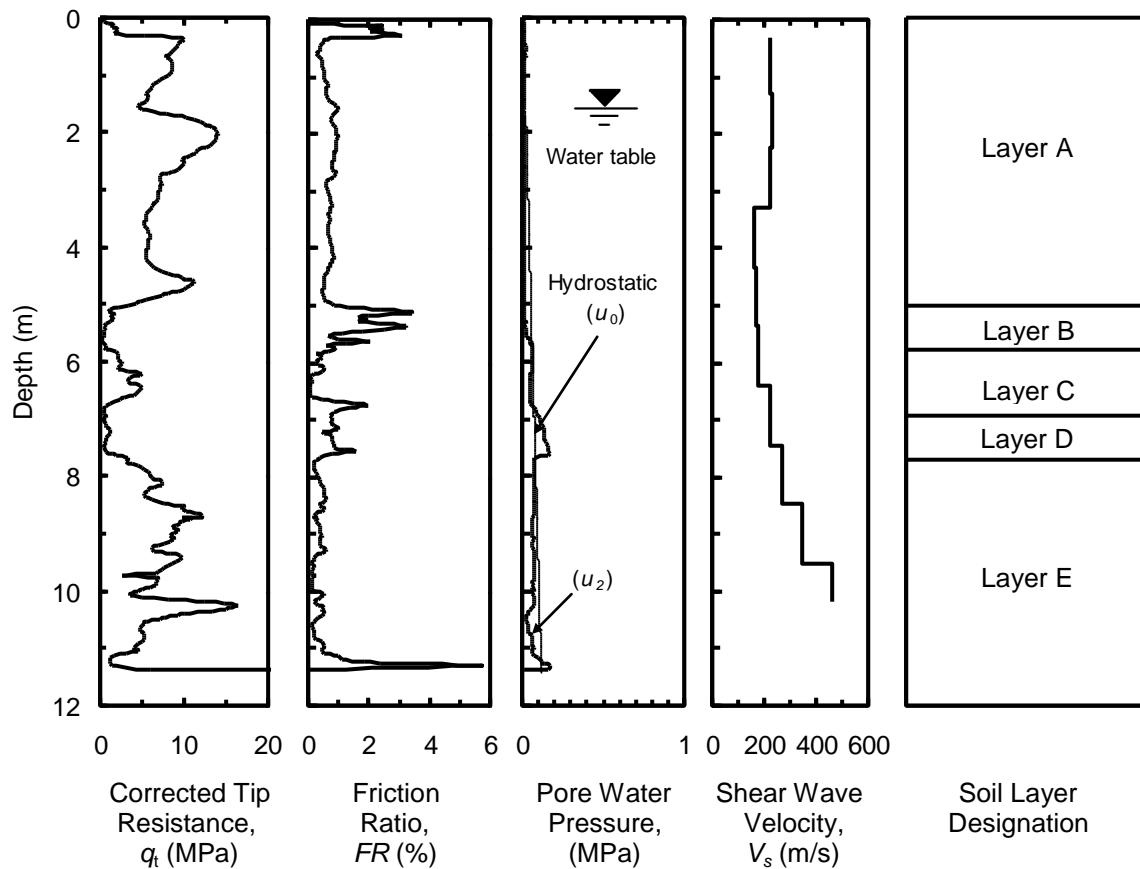 0
2
4
6
8
10
12
Depth (m)
0 10 20
0 2 4 6
0 1
0 200 400 600
Water table
Hydrostatic
(u0)
(u2)
Layer A
Layer B
Layer C
Layer D
Layer E
Corrected Tip
Resistance,
qt (MPa)
Friction
Ratio,
FR (%)
Pore Water
Pressure,
(MPa)
Shear Wave
Velocity,
Vs (m/s)
Soil Layer
Designation